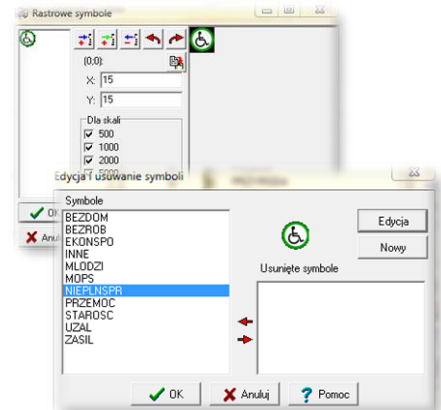 Rastrowe symbole
(0,0):
X: 15
Y: 15
Dla skali
500
1000
2000
5000
OK
Anul
Edycja i usuwanie symboli
Symbole
BEZDOM
BEZROB
EKONSPO
INNE
MLODZI
MOPS
NIEPLNSPR
PRZEMOC
STAROSC
UZAL
ZASIL
Edycja
Nowy
Usunięte symbole
OK
Anuluj
? Pomoc